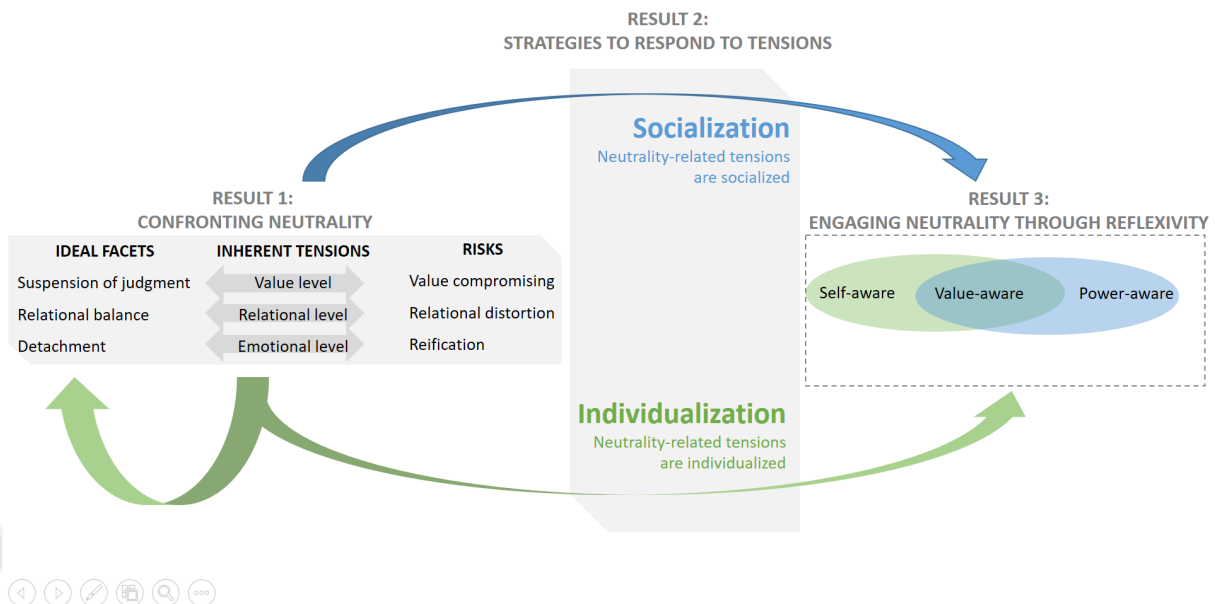 RESULT 2:
STRATEGIES TO RESPOND TO TENSIONS
Socialization
Neutrality-related tensions
are socialized
RESULT 1:
CONFRONTING NEUTRALITY
IDEAL FACETS INHERENT TENSIONS RISKS
Suspension of judgment Value level Value compromising
Relational balance Relational level Relational distortion
Detachment Emotional level Reification
RESULT 3:
ENGAGING NEUTRALITY THROUGH REFLEXIVITY
Self-aware Value-aware Power-aware
Individualization
Neutrality-related tensions
are individualized